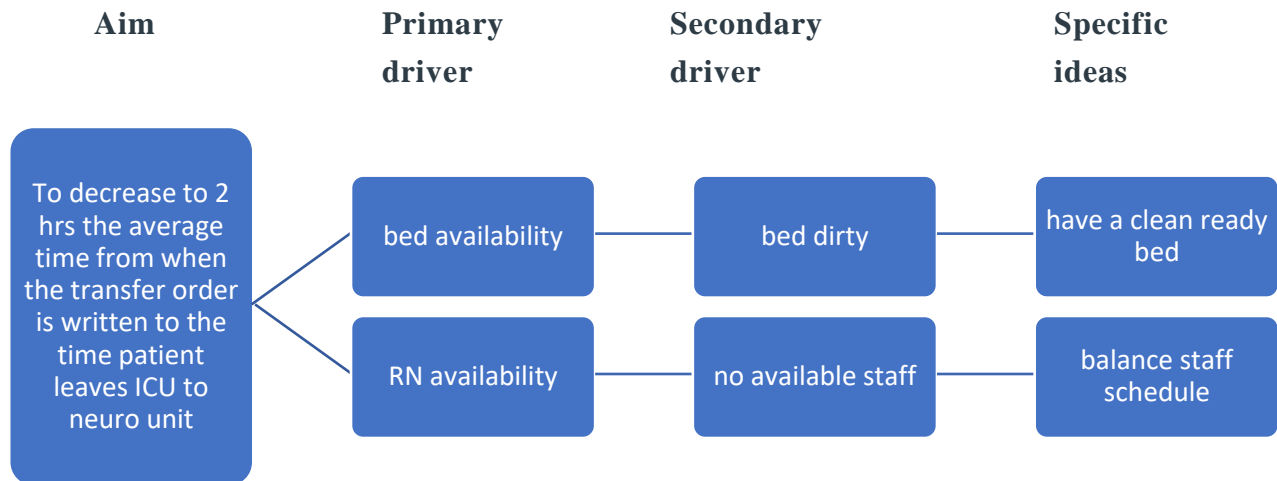 Aim
Primary
driver
Secondary
driver
Specific
ideas
To decrease to 2
hrs the average
time from when
the transfer order
is written to the
time patient
leaves ICU to
neuro unit
bed availability
bed dirty
have a clean ready
bed
RN availability
no available staff
balance staff
schedule